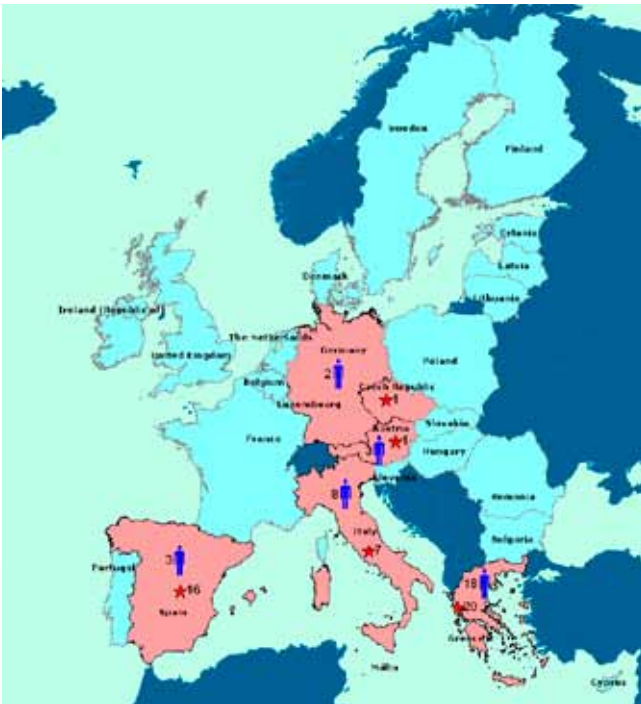 Sweden
Finland
Estonia
Latvia
Lithuania
Denmark
Ireland (Republic of)
United Kingdom
The Netherlands
Germany
2
Poland
Belgium
Czech Republic
1
Luxembourg
Slovakia
Austria
1
France
Hungary
Slovenia
8
Romania
Italy
7
Bulgaria
3
Portugal
16
Spain
18
20
Greece
Malta
Cyprus